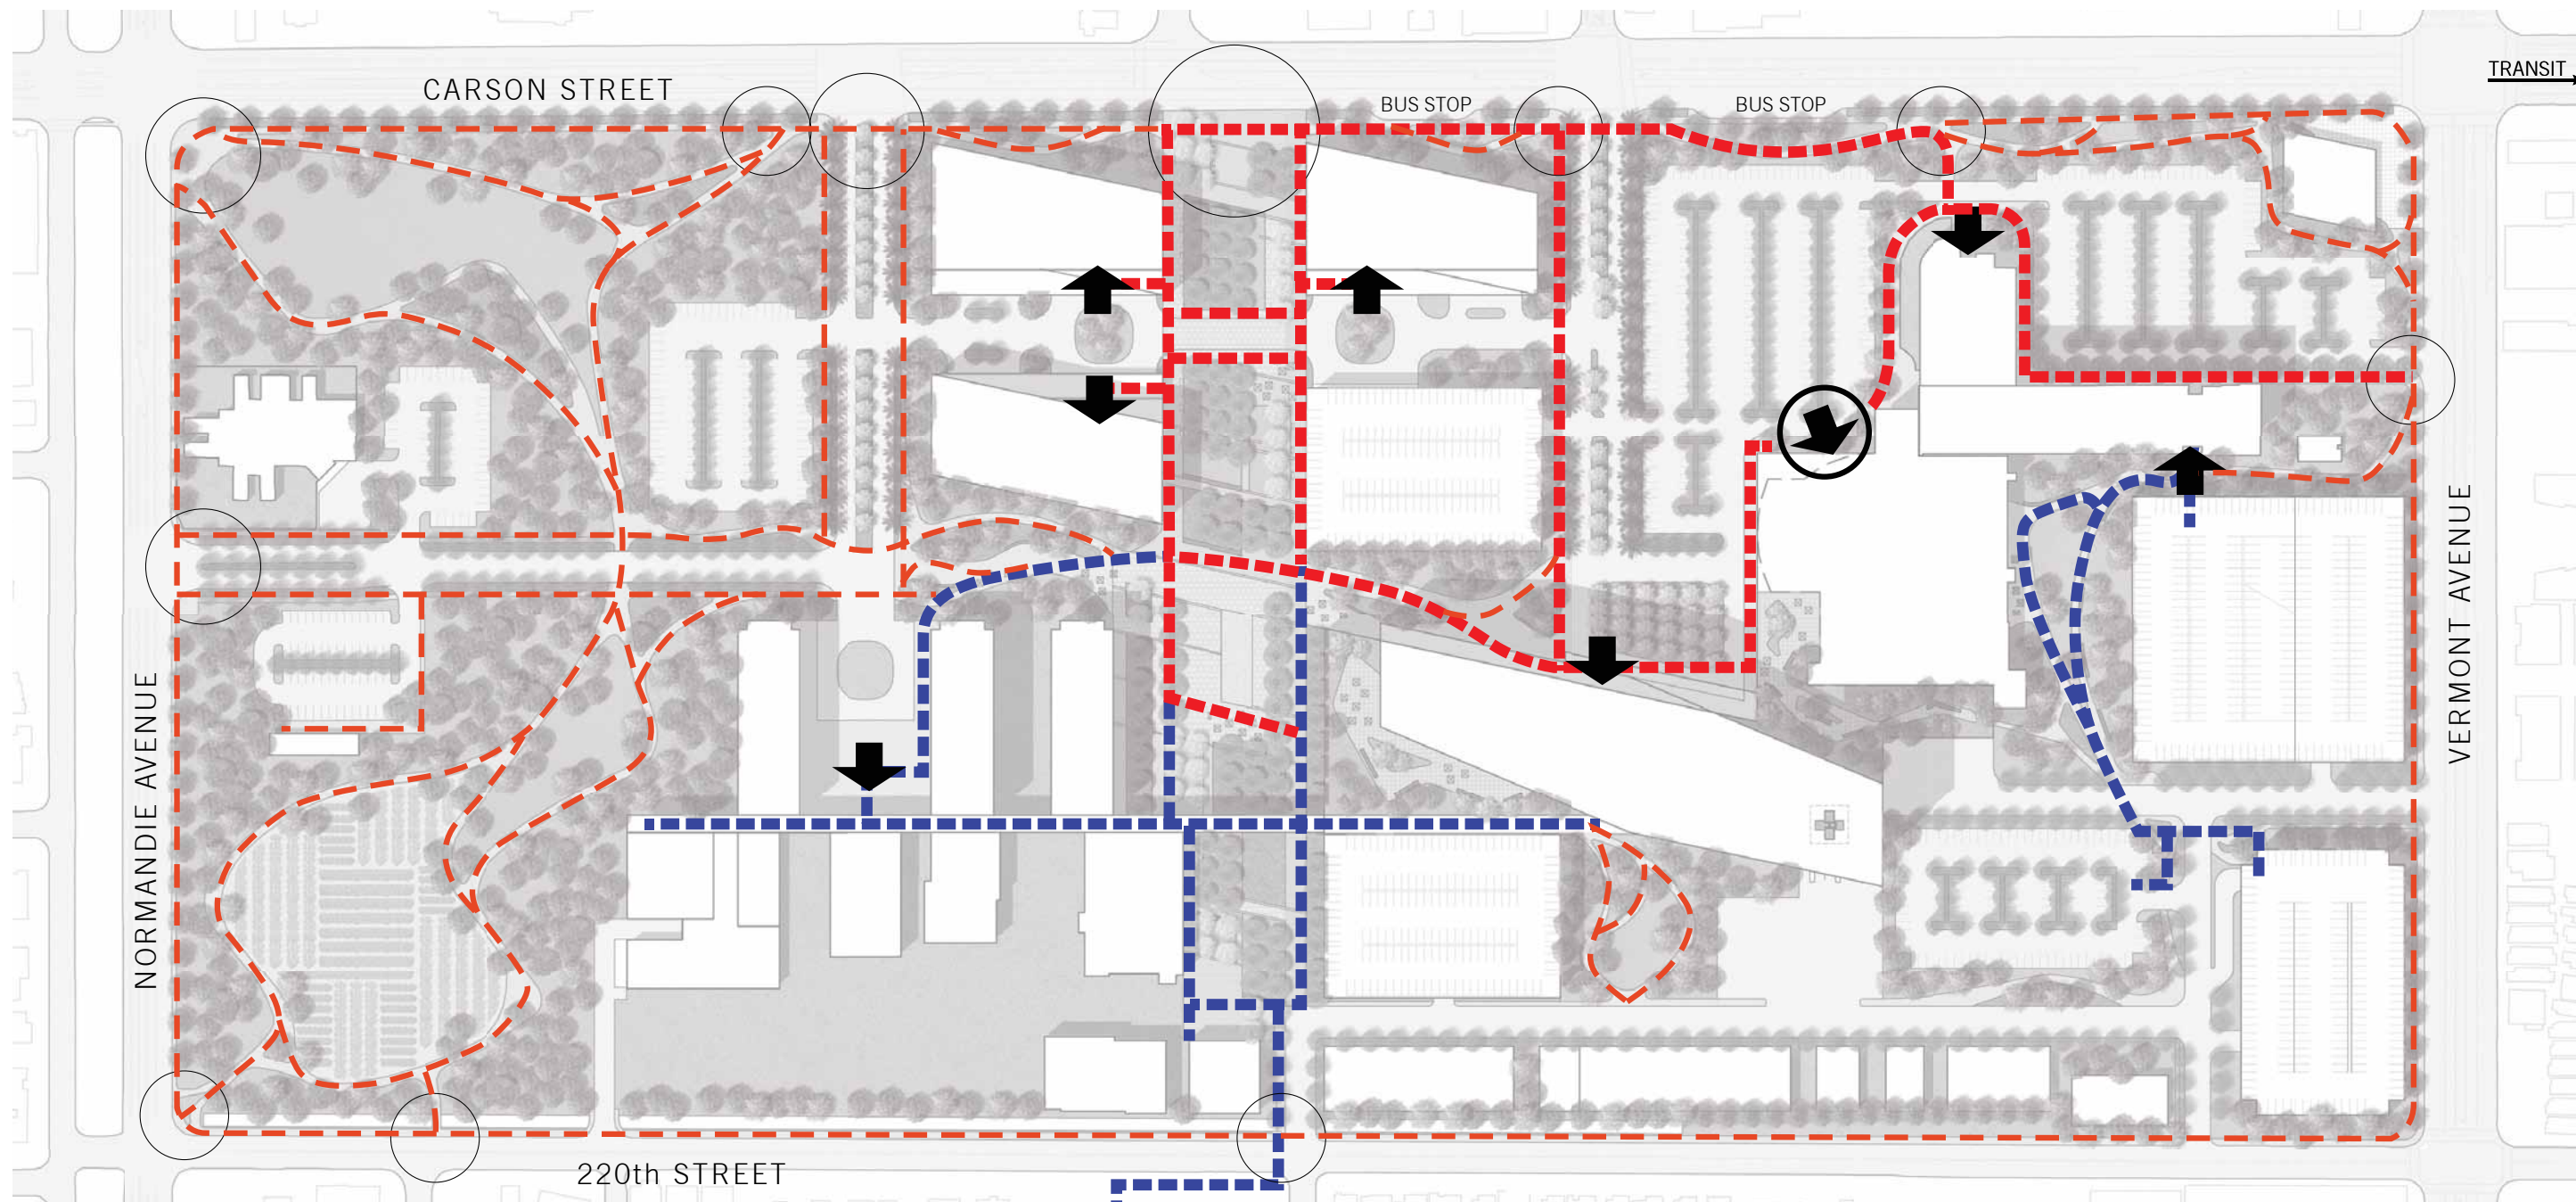 TRANSIT
CARSON STREET
BUS STOP
BUS STOP
NORMANDIE AVENUE
VERMONT AVENUE
220th STREET